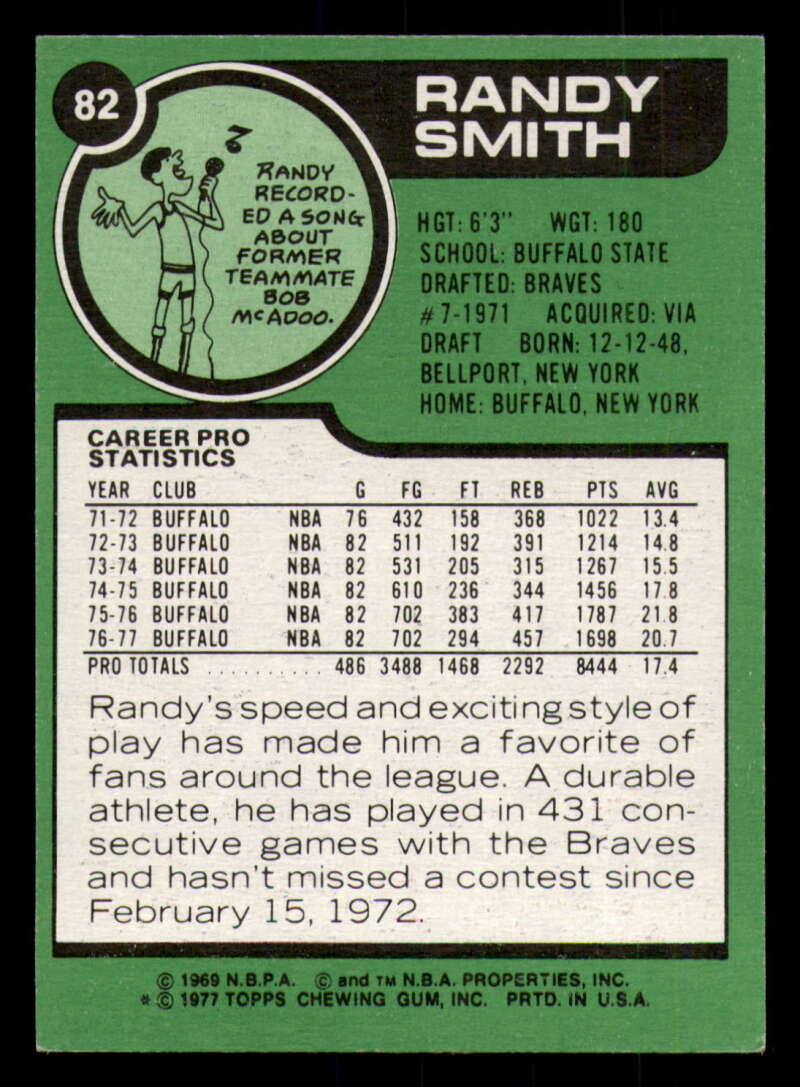 82
RANDY
SMITH
RANDY
RECORD-
ED A SONG
ABOUT
FORMER
TEAMMATE
BOB
McADOO.
HGT: 6'3" WGT: 180
SCHOOL: BUFFALO STATE
DRAFTED: BRAVES
#7-1971 ACQUIRED: VIA
DRAFT BORN: 12-12-48,
BELLPORT, NEW YORK
HOME: BUFFALO, NEW YORK
CAREER PRO
STATISTICS
YEAR CLUB G FG FT REB PTS AVG
71-72 BUFFALO NBA 76 432 158 368 1022 13.4
72-73 BUFFALO NBA 82 511 192 391 1214 14.8
73-74 BUFFALO NBA 82 531 205 315 1267 15.5
74-75 BUFFALO NBA 82 610 236 344 1456 17.8
75-76 BUFFALO NBA 82 702 383 417 1787 21.8
76-77 BUFFALO NBA 82 702 294 457 1698 20.7
PRO TOTALS ........... 486 3488 1468 2292 8444 17.4
Randy's speed and exciting style of
play has made him a favorite of
fans around the league. A durable
athlete, he has played in 431 con-
secutive games with the Braves
and hasn't missed a contest since
February 15, 1972.
© 1969 N.B.P.A. © and TM N.B.A. PROPERTIES, INC.
* © 1977 TOPPS CHEWING GUM, INC. PRTD. IN U.S.A.